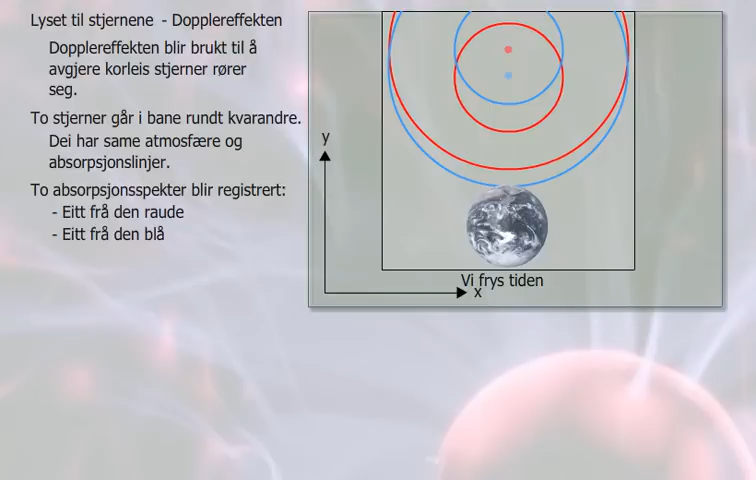 Lyset til stjernene - Dopplereffekten
Dopplereffekten blir brukt til å
avgjere korleis stjerner rører
seg.
To stjerner går i bane rundt kvarandre.
Dei har same atmosfære og
absorpsjonslinjer.
To absorpsjonsspekter blir registrert:
- Eitt frå den raude
- Eitt frå den blå
y
Vi frys tiden
x